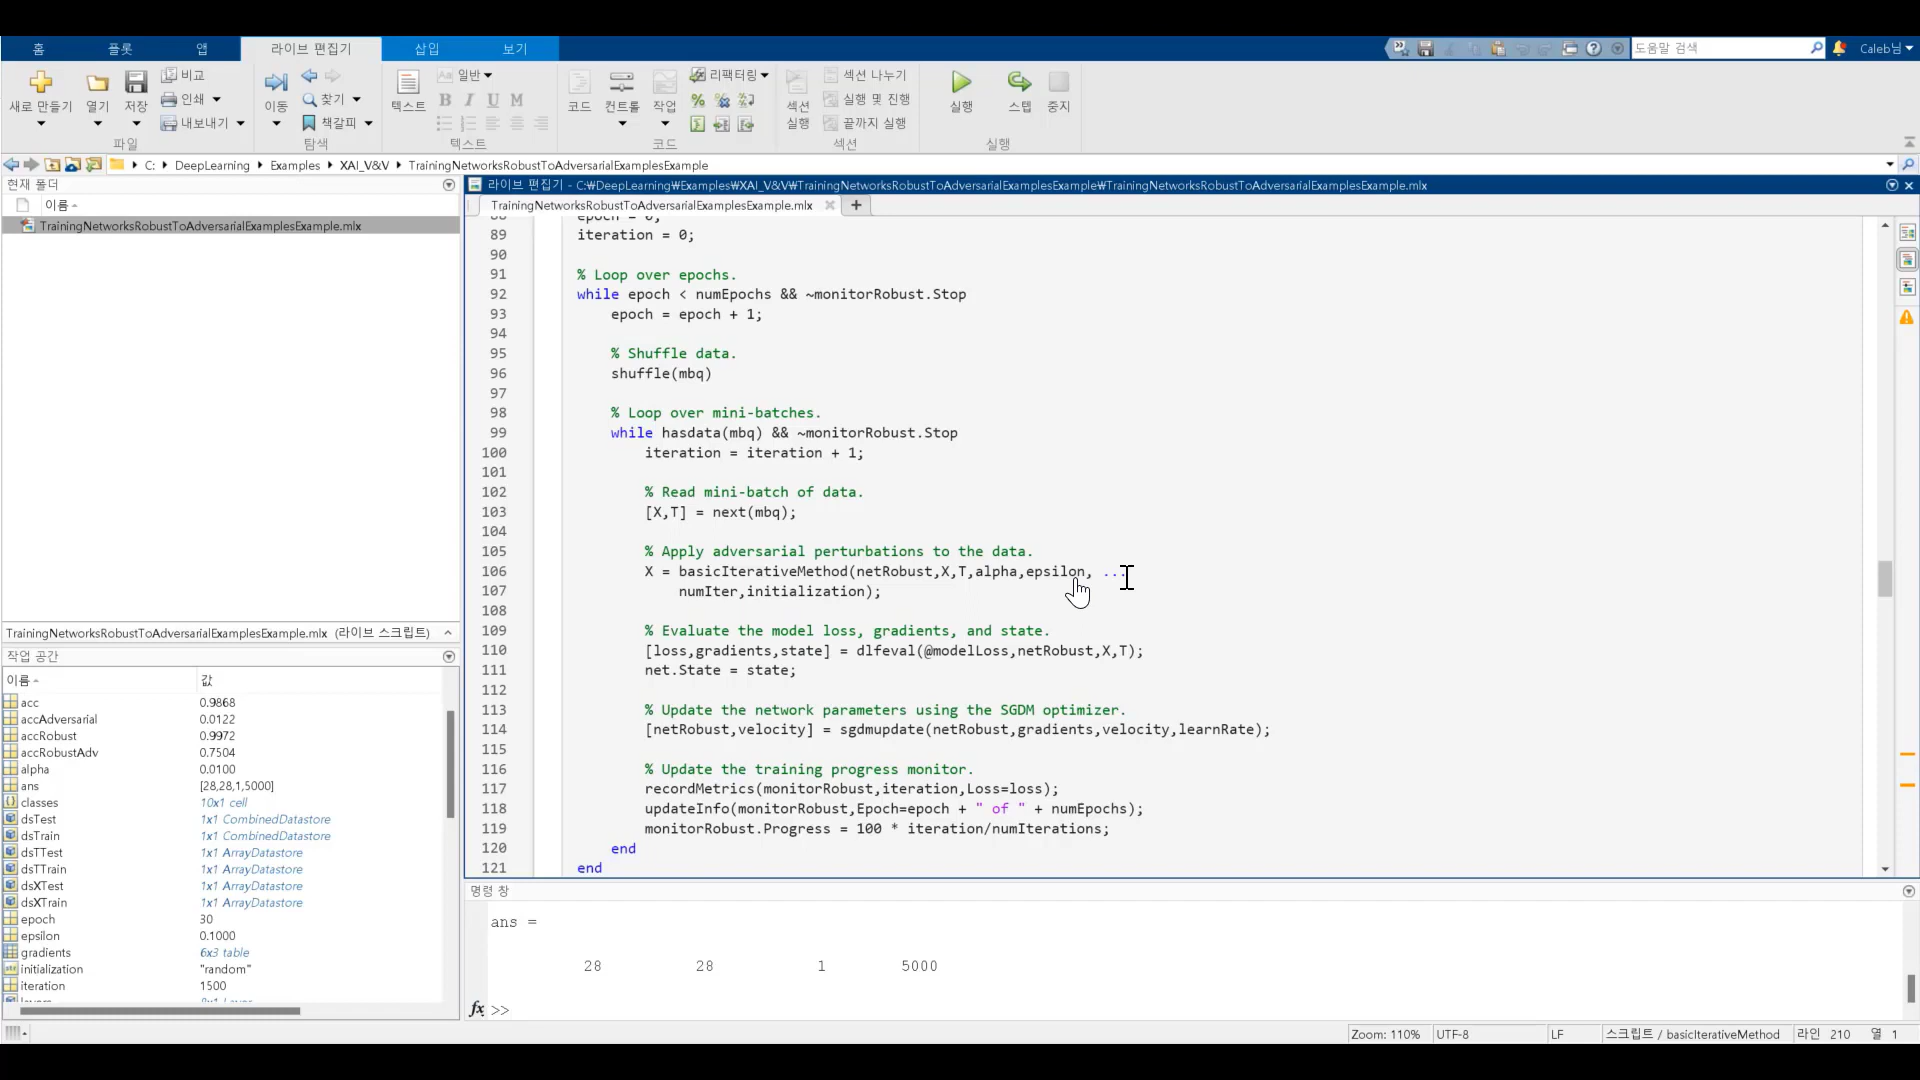 홈 플롯 앱 라이브 편집기 삽입 보기
도움말 검색
Caleb님
새로 만들기 열기 저장 비교 인쇄 내보내기
파일
이동 찾기 책갈피
탐색
텍스트 Aa 일반 B I U M
텍스트
코드 컨트롤 작업 리팩터링
코드
섹션 실행 섹션 나누기 실행 및 진행 끝까지 실행
섹션
실행 스텝 중지
실행
C: DeepLearning Examples XAI_V&V TrainingNetworksRobustToAdversarialExamplesExample
현재 폴더
이름
TrainingNetworksRobustToAdversarialExamplesExample.mlx
TrainingNetworksRobustToAdversarialExamplesExample.mlx (라이브 스크립트)
작업 공간
이름 값
acc 0.9868
accAdversarial 0.0122
accRobust 0.9972
accRobustAdv 0.7504
alpha 0.0100
ans [28,28,1,5000]
classes 10x1 cell
dsTest 1x1 CombinedDatastore
dsTrain 1x1 CombinedDatastore
dsTTest 1x1 ArrayDatastore
dsTTrain 1x1 ArrayDatastore
dsXTest 1x1 ArrayDatastore
dsXTrain 1x1 ArrayDatastore
epoch 30
epsilon 0.1000
gradients 6x3 table
initialization "random"
iteration 1500
라이브 편집기 - C:₩DeepLearning₩Examples₩XAI_V&V₩TrainingNetworksRobustToAdversarialExamplesExample₩TrainingNetworksRobustToAdversarialExamplesExample.mlx
TrainingNetworksRobustToAdversarialExamplesExample.mlx
88 epoch = 0;
89 iteration = 0;
90
91 % Loop over epochs.
92 while epoch < numEpochs && ~monitorRobust.Stop
93 epoch = epoch + 1;
94
95 % Shuffle data.
96 shuffle(mbq)
97
98 % Loop over mini-batches.
99 while hasdata(mbq) && ~monitorRobust.Stop
100 iteration = iteration + 1;
101
102 % Read mini-batch of data.
103 [X,T] = next(mbq);
104
105 % Apply adversarial perturbations to the data.
106 X = basicIterativeMethod(netRobust,X,T,alpha,epsilon, ...
107 numIter,initialization);
108
109 % Evaluate the model loss, gradients, and state.
110 [loss,gradients,state] = dlfeval(@modelLoss,netRobust,X,T);
111 net.State = state;
112
113 % Update the network parameters using the SGDM optimizer.
114 [netRobust,velocity] = sgdmupdate(netRobust,gradients,velocity,learnRate);
115
116 % Update the training progress monitor.
117 recordMetrics(monitorRobust,iteration,Loss=loss);
118 updateInfo(monitorRobust,Epoch=epoch + " of " + numEpochs);
119 monitorRobust.Progress = 100 * iteration/numIterations;
120 end
121 end
명령 창
ans =
28 28 1 5000
fx >>
Zoom: 110% UTF-8 LF 스크립트 / basicIterativeMethod 라인 210 열 1